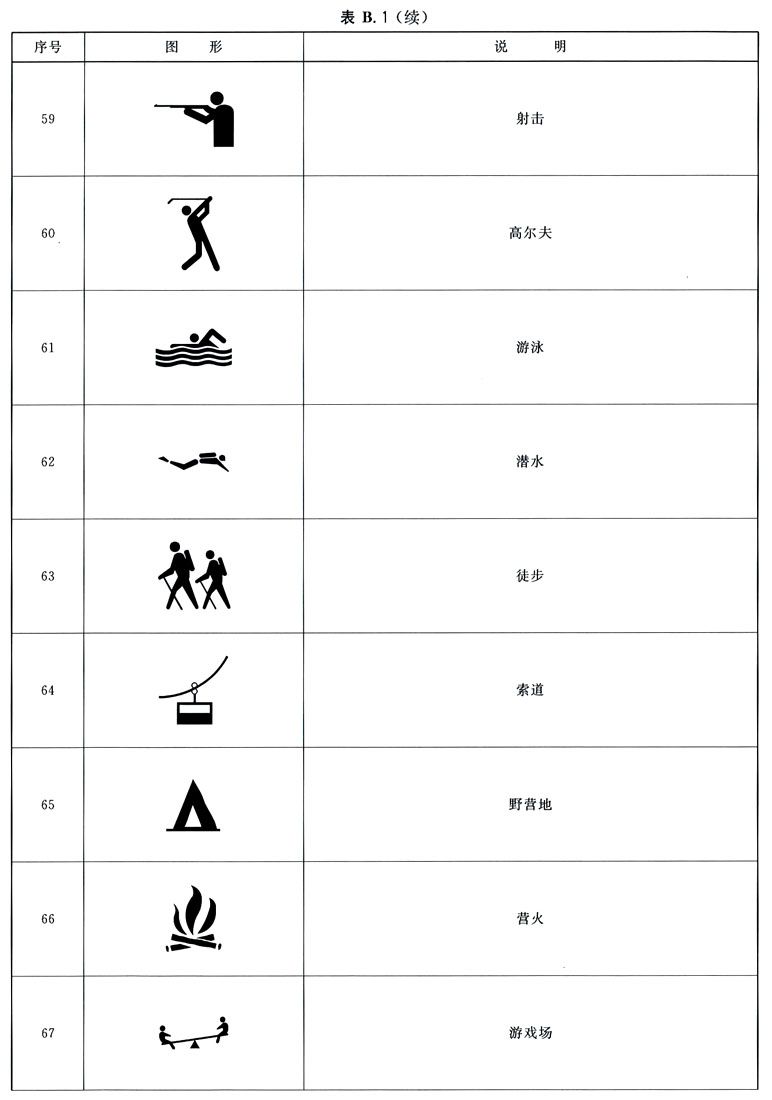 表 B.1（续）
序号 图 形 说 明
59 射击
60 高尔夫
61 游泳
62 潜水
63 徒步
64 索道
65 野营地
66 营火
67 游戏场